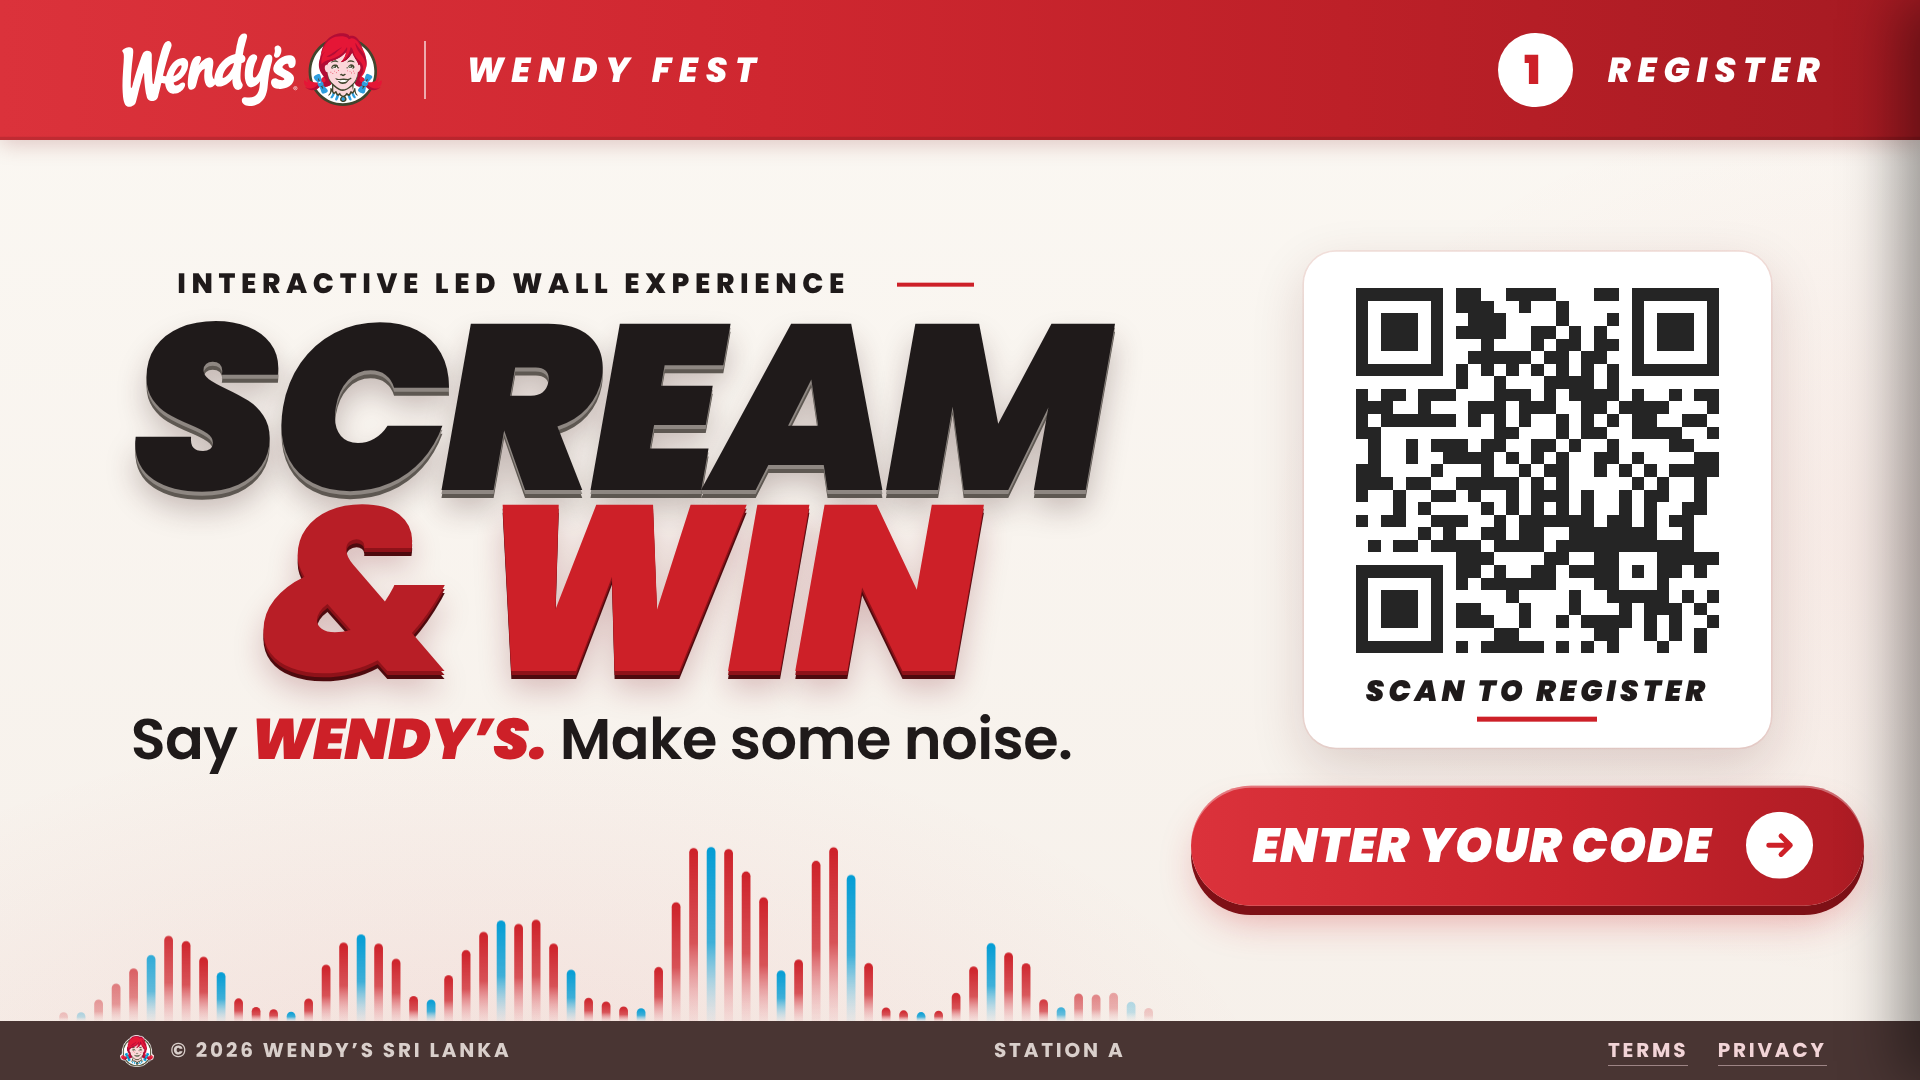 Wendy's
WENDY FEST
1 REGISTER
INTERACTIVE LED WALL EXPERIENCE
SCREAM
& WIN
Say WENDY’S. Make some noise.
SCAN TO REGISTER
ENTER YOUR CODE
© 2026 WENDY’S SRI LANKA
STATION A
TERMS PRIVACY